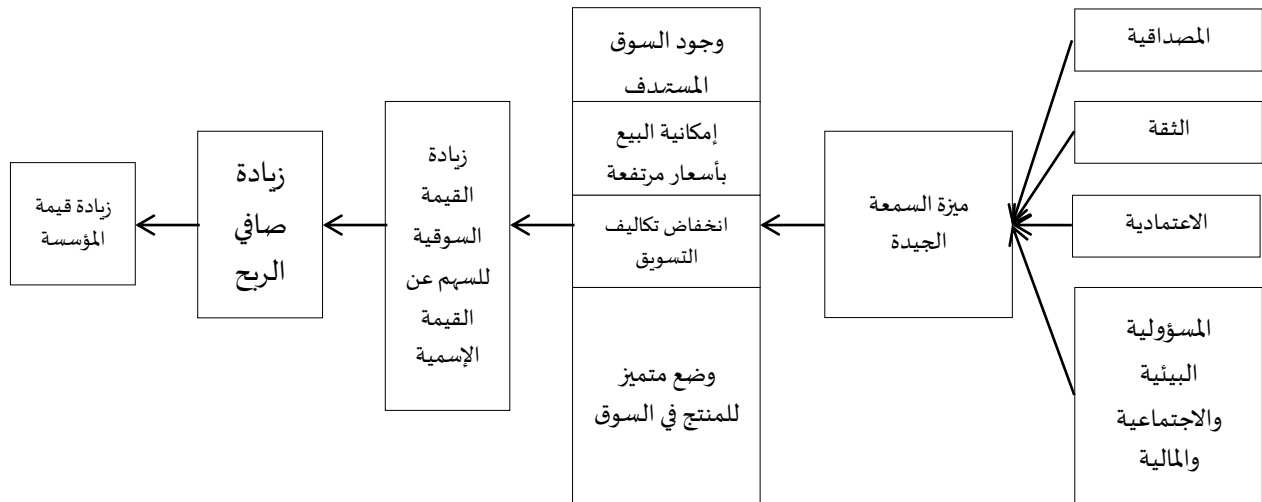 المصداقية
الثقة
الاعتمادية
المسؤولية
البيئية
والاجتماعية
والمالية
ميزة السمعة
الجيدة
وجود السوق
المستهدف
إمكانية البيع
بأسعار مرتفعة
انخفاض تكاليف
التسويق
وضع متميز
للمنتج في السوق
زيادة
القيمة
السوقية
للسهم عن
القيمة
الإسمية
زيادة
صافي
الربح
زيادة قيمة
المؤسسة